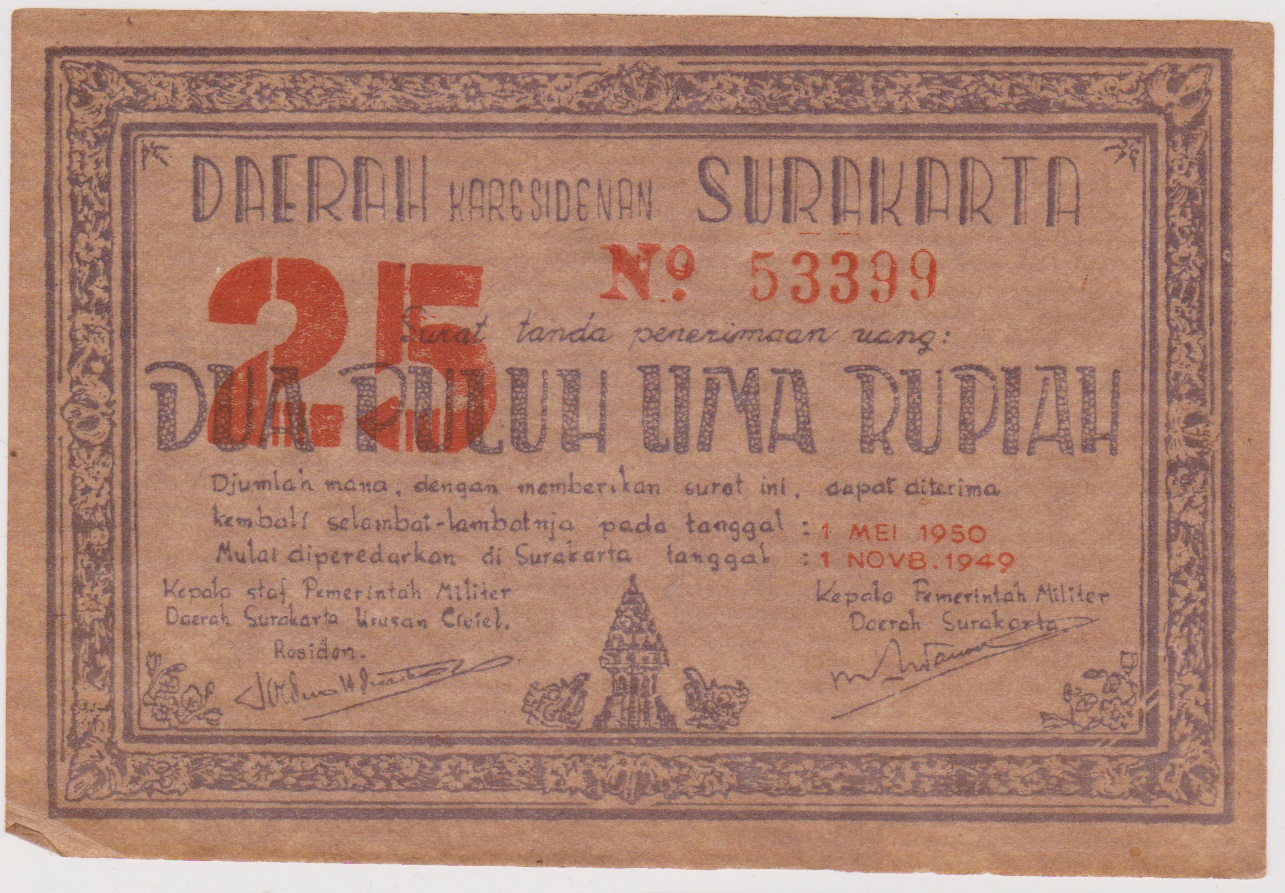 DAERAH KARESIDENAN SURAKARTA
25
No. 53399
Surat tanda penerimaan uang:
DUA PULUH LIMA RUPIAH
Djumlah mana, dengan memberikan surat ini, dapat diterima
kembali selambat-lambatnja pada tanggal : 1 MEI 1950
Mulai diperedarkan di Surakarta tanggal : 1 NOVB. 1949
Kepala staf Pemerintah Militer
Daerah Surakarta Urusan Civiel.
Residen.
Kepala Pemerintah Militer
Daerah Surakarta